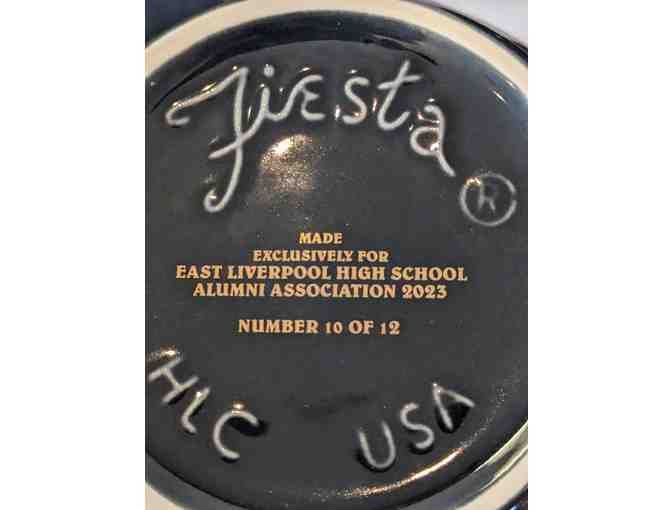 Fiesta
®
MADE
EXCLUSIVELY FOR
EAST LIVERPOOL HIGH SCHOOL
ALUMNI ASSOCIATION 2023
NUMBER 10 OF 12
HLC USA